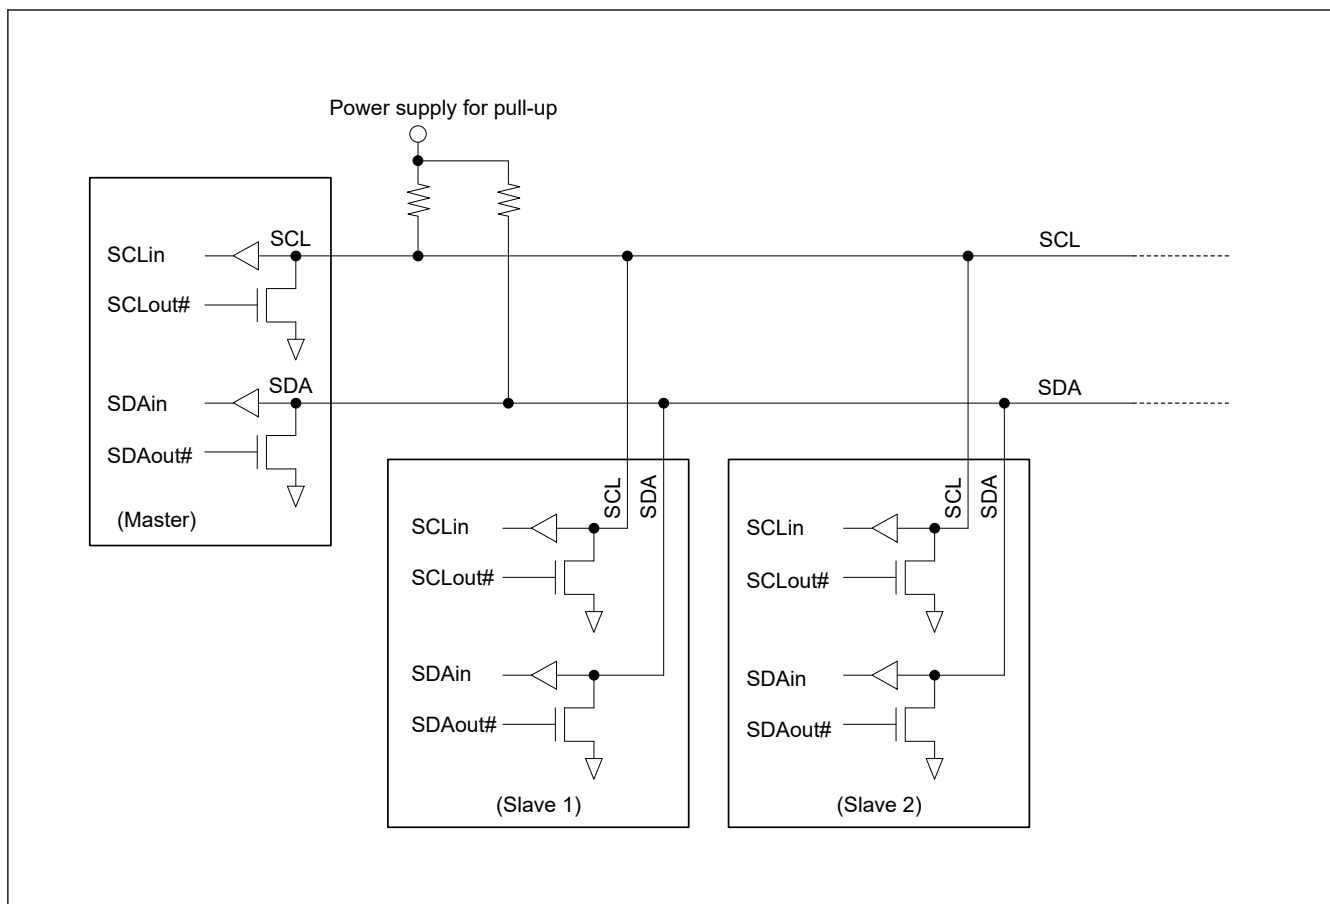 Power supply for pull-up
SCL
SCLin
SCLout#
SDA
SDAin
SDAout#
(Master)
SCL
SDA
SCL
SDA
SCLin
SCLout#
SDAin
SDAout#
(Slave 1)
SCL
SDA
SCLin
SCLout#
SDAin
SDAout#
(Slave 2)